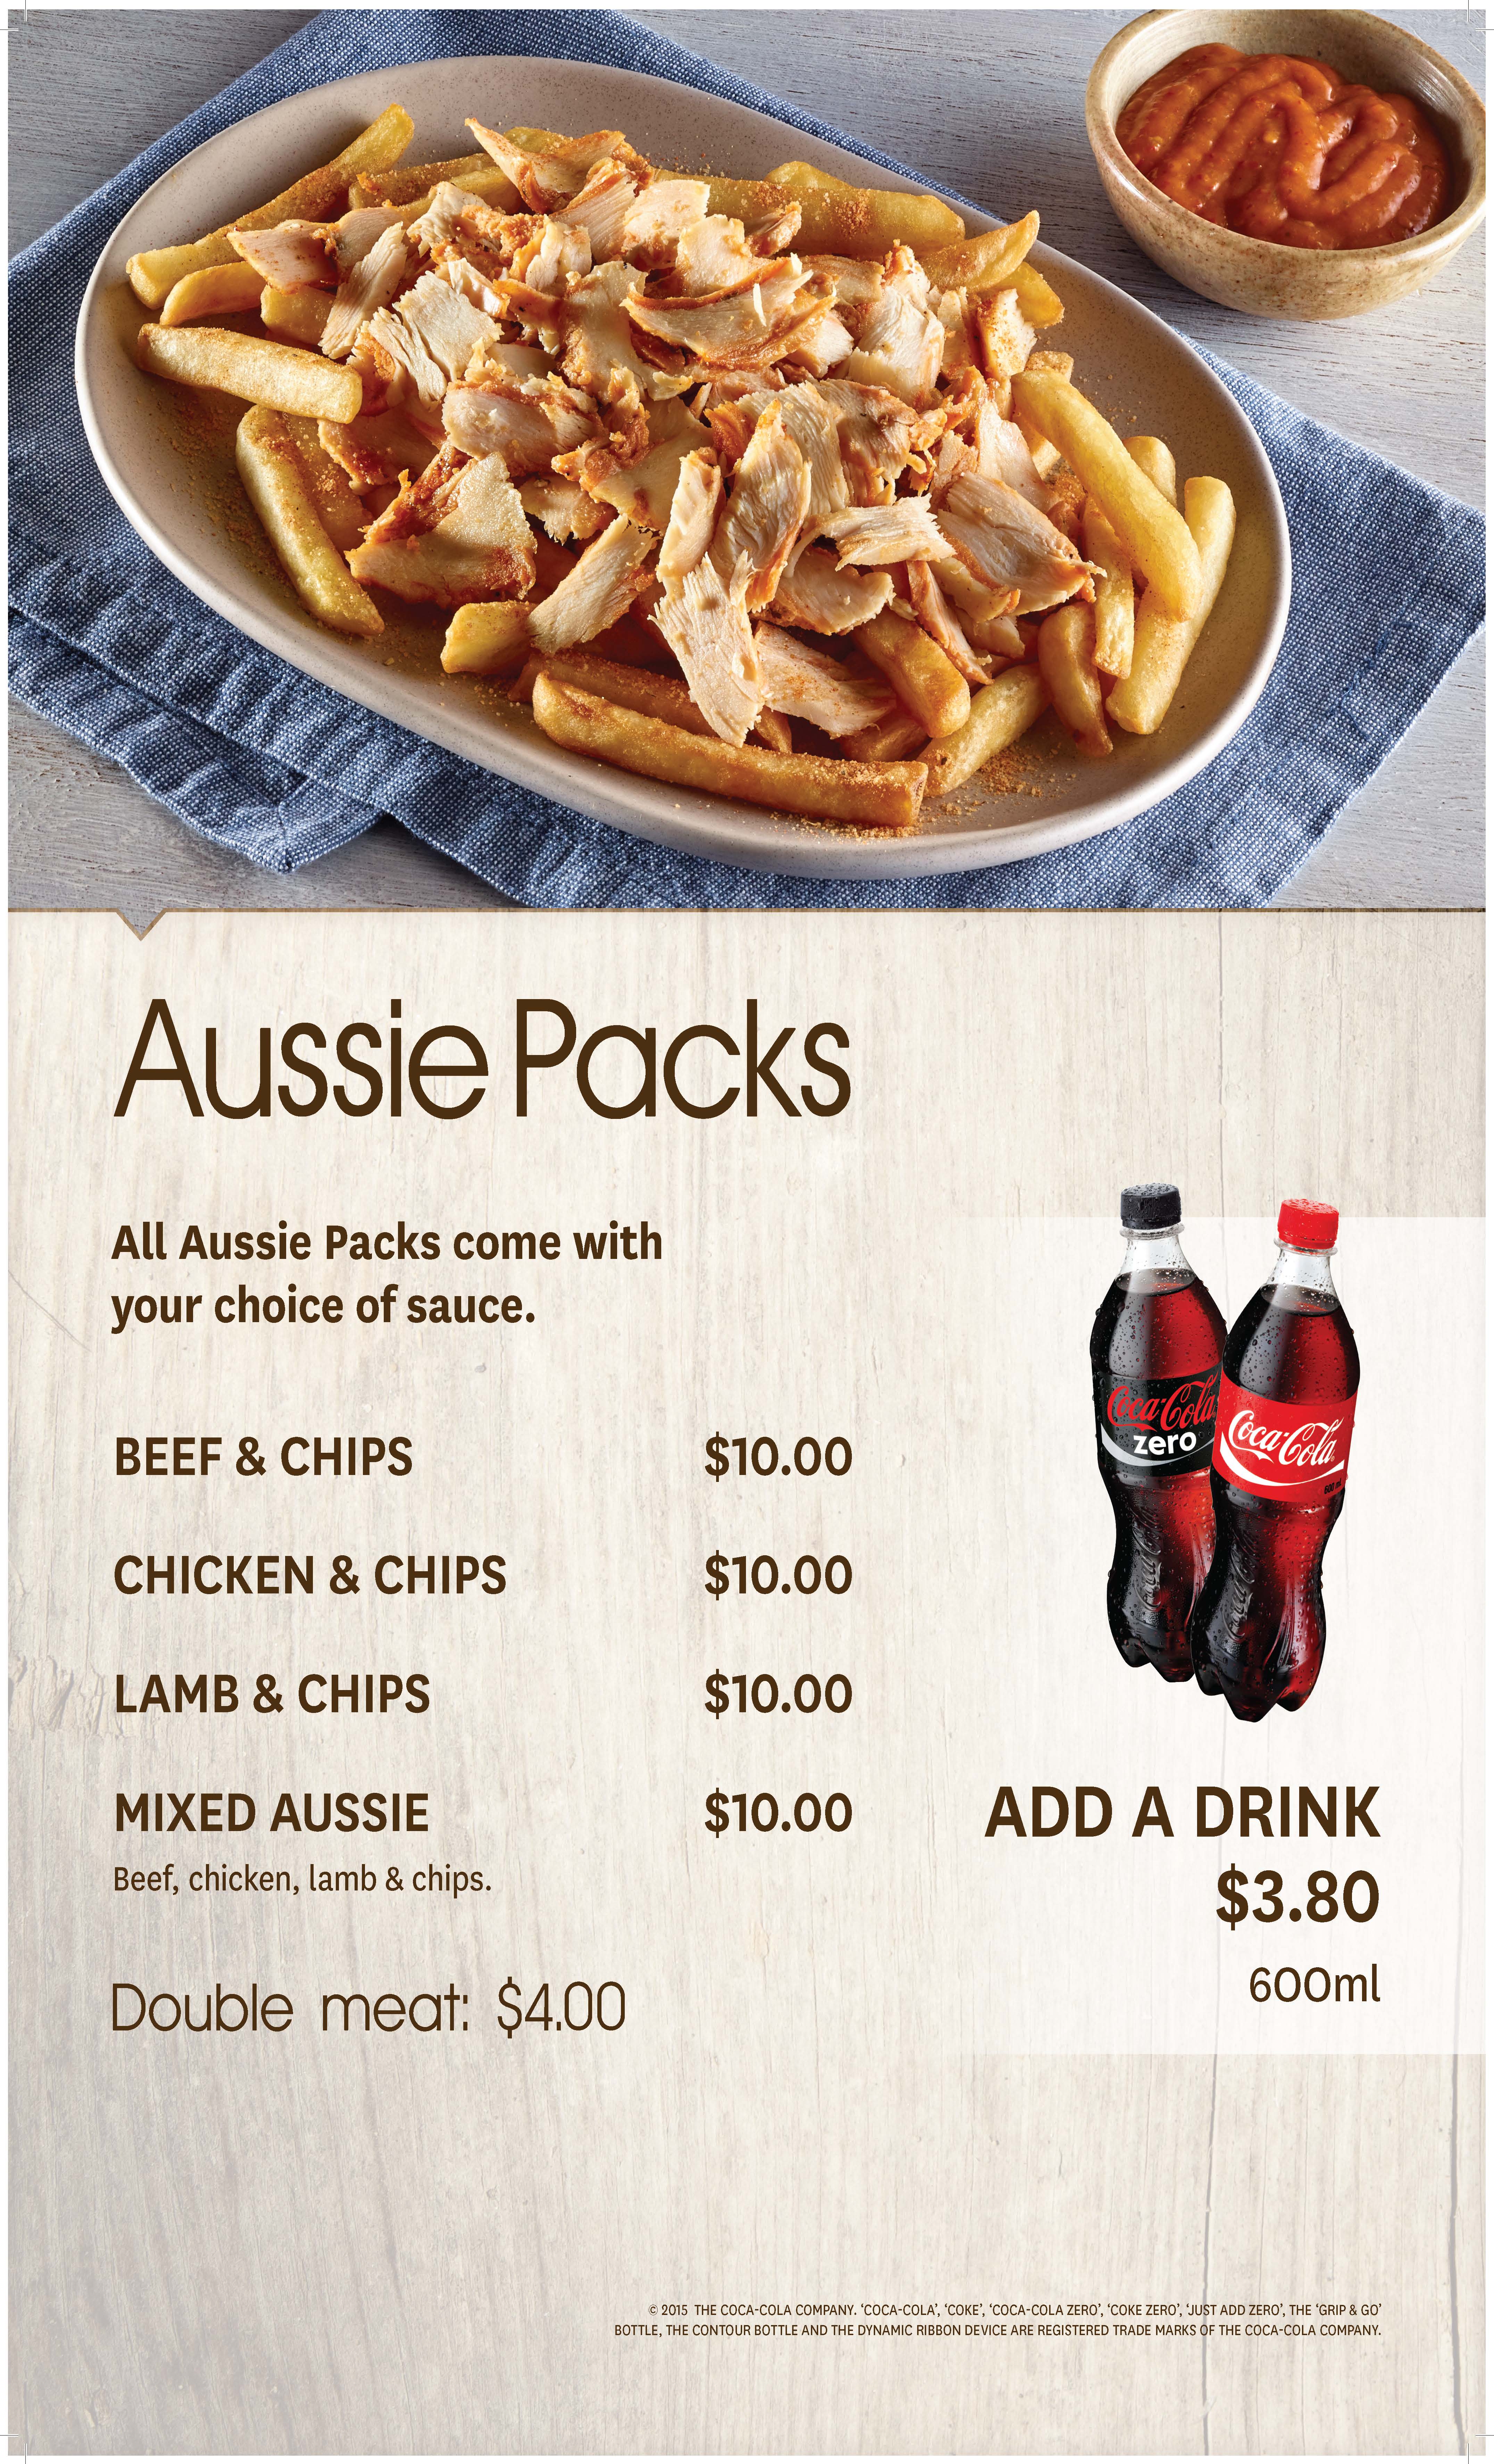 Aussie Packs
All Aussie Packs come with
your choice of sauce.
BEEF & CHIPS $10.00
CHICKEN & CHIPS $10.00
LAMB & CHIPS $10.00
MIXED AUSSIE $10.00
Beef, chicken, lamb & chips.
Double meat: $4.00
Coca-Cola
zero
Coca-Cola
600 ml
ADD A DRINK
$3.80
600ml
© 2015 THE COCA-COLA COMPANY. ‘COCA-COLA’, ‘COKE’, ‘COCA-COLA ZERO’, ‘COKE ZERO’, ‘JUST ADD ZERO’, THE ‘GRIP & GO’
BOTTLE, THE CONTOUR BOTTLE AND THE DYNAMIC RIBBON DEVICE ARE REGISTERED TRADE MARKS OF THE COCA-COLA COMPANY.